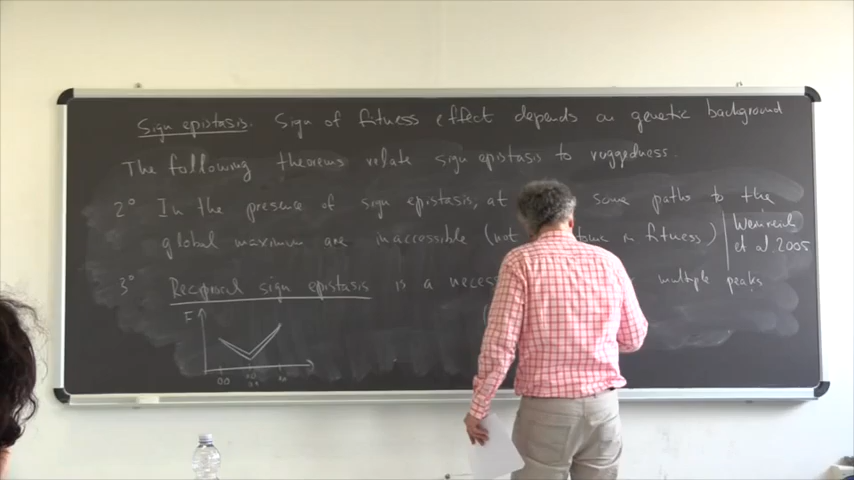 Sign epistasis. Sign of fitness effect depends on genetic background
The following theorems relate sign epistasis to ruggedness.
2° In the presence of sign epistasis, at some paths to the
global maximum are inaccessible (not in fitness) Weinreich et al. 2005
3° Reciprocal sign epistasis is a neces multiple peaks
F
00